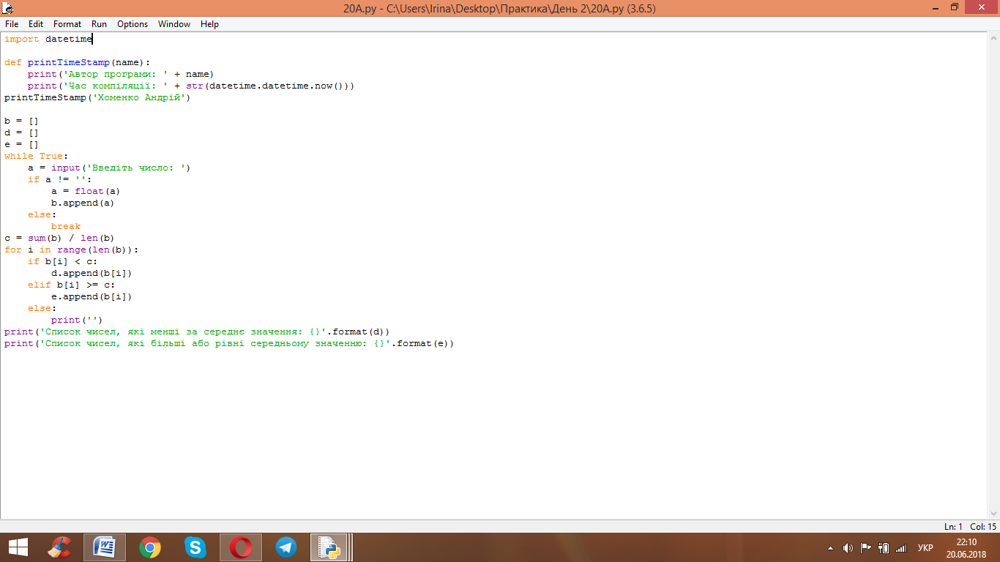 20A.py - C:\Users\Irina\Desktop\Практика\День 2\20A.py (3.6.5)
File Edit Format Run Options Window Help
import datetime
def printTimeStamp(name):
    print('Автор програми: ' + name)
    print('Час компіляції: ' + str(datetime.datetime.now()))
printTimeStamp('Хоменко Андрій')
b = []
d = []
e = []
while True:
    a = input('Введіть число: ')
    if a != '':
        a = float(a)
        b.append(a)
    else:
        break
c = sum(b) / len(b)
for i in range(len(b)):
    if b[i] < c:
        d.append(b[i])
    elif b[i] >= c:
        e.append(b[i])
    else:
        print('')
print('Список чисел, які менші за середнє значення: {}'.format(d))
print('Список чисел, які більші або рівні середньому значенню: {}'.format(e))
Ln: 1 Col: 15
УКР
22:10
20.06.2018